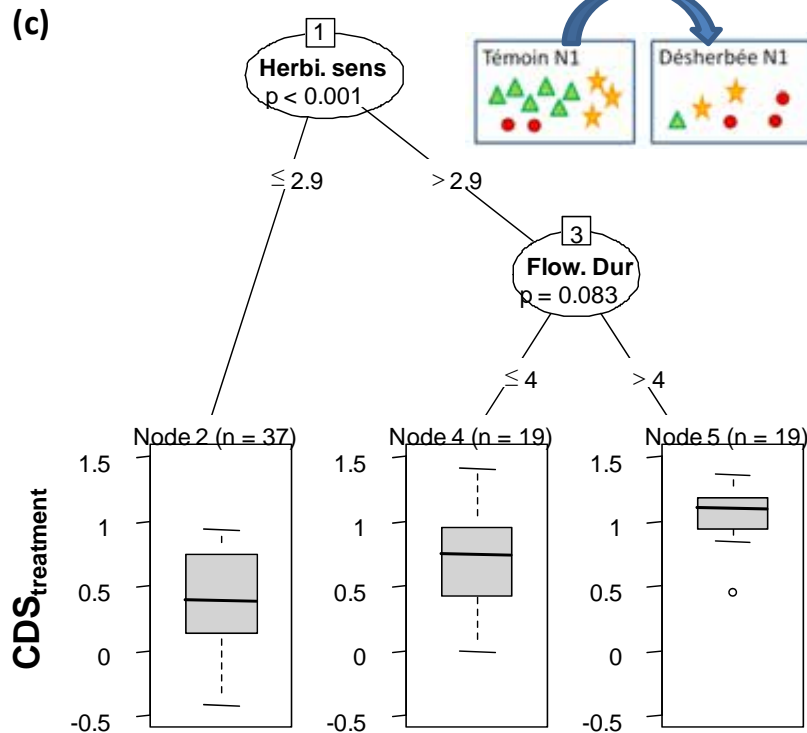 (c)
1
Herbi. sens
p < 0.001
Témoin N1
Désherbée N1
≤ 2.9
> 2.9
3
Flow. Dur
p = 0.083
≤ 4
> 4
Node 2 (n = 37)
Node 4 (n = 19)
Node 5 (n = 19)
CDStreatment
1.5
1
0.5
0
-0.5
1.5
1
0.5
0
-0.5
1.5
1
0.5
0
-0.5